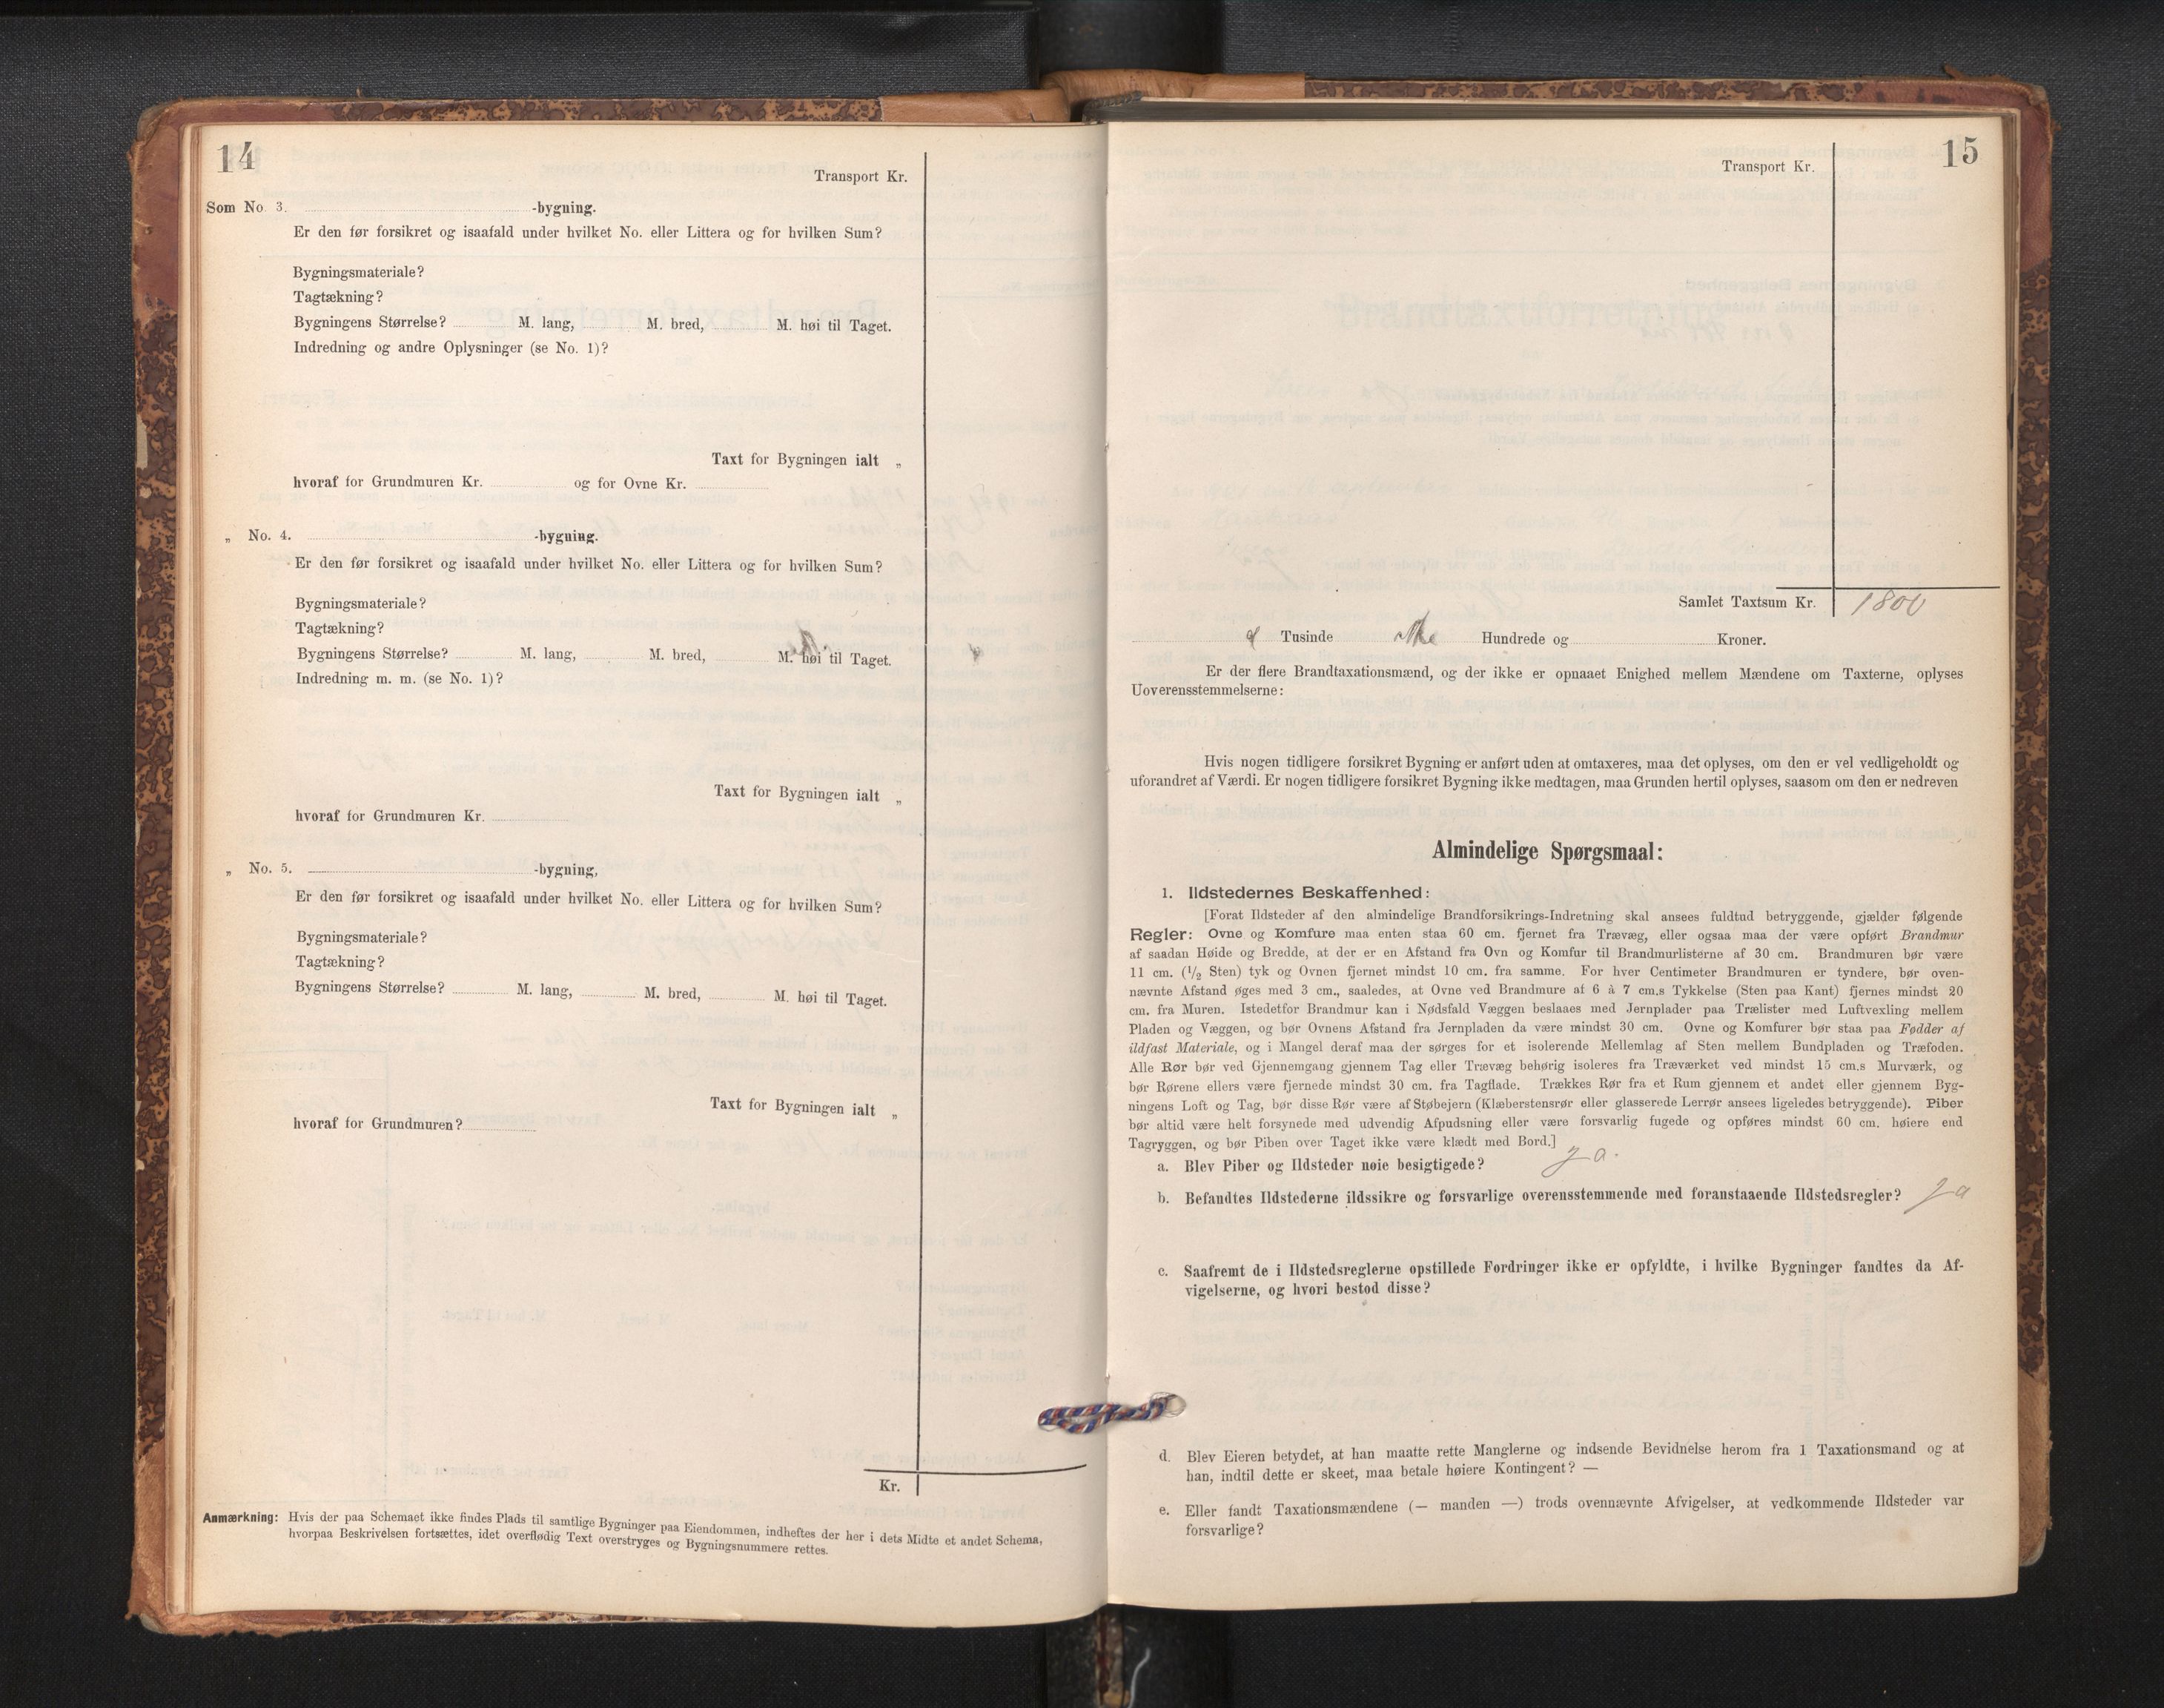 14
Transport Kr.
Som No. 3. -bygning.
Er den før forsikret og isaafald under hvilket No. eller Littera og for hvilken Sum?
Bygningsmateriale?
Tagtækning?
Bygningens Størrelse? M. lang, M. bred, M. høi til Taget.
Indredning og andre Oplysninger (se No. 1)?
Taxt for Bygningen ialt „
hvoraf for Grundmuren Kr. og for Ovne Kr.
„ No. 4. -bygning.
Er den før forsikret og isaafald under hvilket No. eller Littera og for hvilken Sum?
Bygningsmateriale?
Tagtækning?
Bygningens Størrelse? M. lang, M. bred, M. høi til Taget.
Indredning m. m. (se No. 1)?
Taxt for Bygningen ialt „
hvoraf for Grundmuren Kr.
„ No. 5. -bygning,
Er den før forsikret og isaafald under hvilket No. eller Littera og for hvilken Sum?
Bygningsmateriale?
Tagtækning?
Bygningens Størrelse? M. lang, M. bred, M. høi til Taget.
Taxt for Bygningen ialt „
hvoraf for Grundmuren?
Kr.
Anmærkning: Hvis der paa Schemaet ikke findes Plads til samtlige Bygninger paa Eiendommen, indheftes der her i dets Midte et andet Schema,
hvorpaa Beskrivelsen fortsættes, idet overflødig Text overstryges og Bygningsnummere rettes.
15
Transport Kr.
Samlet Taxtsum Kr. 1800
Tusinde Hundrede og Kroner.
Er der flere Brandtaxationsmænd, og der ikke er opnaaet Enighed mellem Mændene om Taxterne, oplyses
Uoverensstemmelserne:
Hvis nogen tidligere forsikret Bygning er anført uden at omtaxeres, maa det oplyses, om den er vel vedligeholdt og
uforandret af Værdi. Er nogen tidligere forsikret Bygning ikke medtagen, maa Grunden hertil oplyses, saasom om den er nedreven
Almindelige Spørgsmaal:
1. Ildstedernes Beskaffenhed:
[Forat Ildsteder af den almindelige Brandforsikrings-Indretning skal ansees fuldtud betryggende, gjælder følgende
Regler: Ovne og Komfure maa enten staa 60 cm. fjernet fra Trævæg, eller ogsaa maa der være opført Brandmur
af saadan Høide og Bredde, at der er en Afstand fra Ovn og Komfur til Brandmurlisterne af 30 cm. Brandmuren bør være
11 cm. (1/2 Sten) tyk og Ovnen fjernet mindst 10 cm. fra samme. For hver Centimeter Brandmuren er tyndere, bør oven-
nævnte Afstand øges med 3 cm., saaledes, at Ovne ved Brandmure af 6 à 7 cm.s Tykkelse (Sten paa Kant) fjernes mindst 20
cm. fra Muren. Istedetfor Brandmur kan i Nødsfald Væggen beslaaes med Jernplader paa Trælister med Luftvexling mellem
Pladen og Væggen, og bør Ovnens Afstand fra Jernpladen da være mindst 30 cm. Ovne og Komfurer bør staa paa Fødder af
ildfast Materiale, og i Mangel deraf maa der sørges for et isolerende Mellemlag af Sten mellem Bundpladen og Træfoden.
Alle Rør bør ved Gjennemgang gjennem Tag eller Trævæg behørig isoleres fra Træværket ved mindst 15 cm.s Murværk, og
bør Rørene ellers være fjernede mindst 30 cm. fra Tagflade. Trækkes Rør fra et Rum gjennem et andet eller gjennem Byg-
ningens Loft og Tag, bør disse Rør være af Støbejern (Klæberstensrør eller glasserede Lerrør ansees ligeledes betryggende). Piber
bør altid være helt forsynede med udvendig Afpudsning eller være forsvarlig fugede og opføres mindst 60 cm. høiere end
Tagryggen, og bør Piben over Taget ikke være klædt med Bord.]
a. Blev Piber og Ildsteder nøie besigtigede? ja.
b. Befandtes Ildstederne ildssikre og forsvarlige overensstemmende med foranstaaende Ildstedsregler? ja
c. Saafremt de i Ildstedsreglerne opstillede Fordringer ikke er opfyldte, i hvilke Bygninger fandtes da Af-
vigelserne, og hvori bestod disse?
d. Blev Eieren betydet, at han maatte rette Manglerne og indsende Bevidnelse herom fra 1 Taxationsmand og at
han, indtil dette er skeet, maa betale høiere Kontingent? —
e. Eller fandt Taxationsmændene (— manden —) trods ovennævnte Afvigelser, at vedkommende Ildsteder var
forsvarlige?